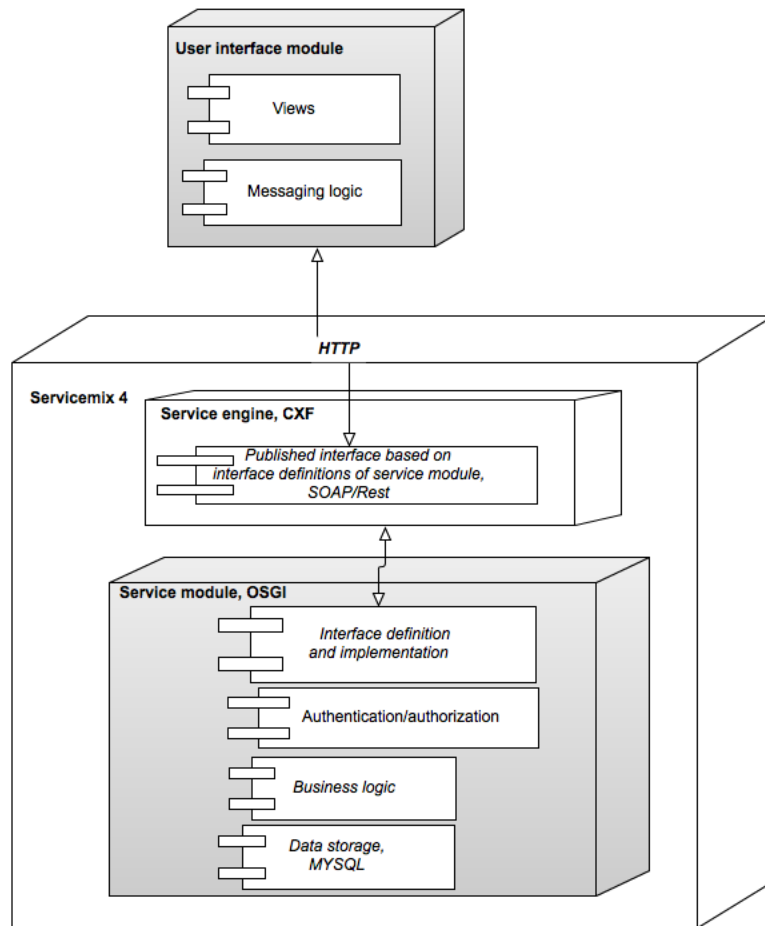 User interface module
Views
Messaging logic
HTTP
Servicemix 4
Service engine, CXF
Published interface based on
interface definitions of service module,
SOAP/Rest
Service module, OSGI
Interface definition
and implementation
Authentication/authorization
Business logic
Data storage,
MYSQL